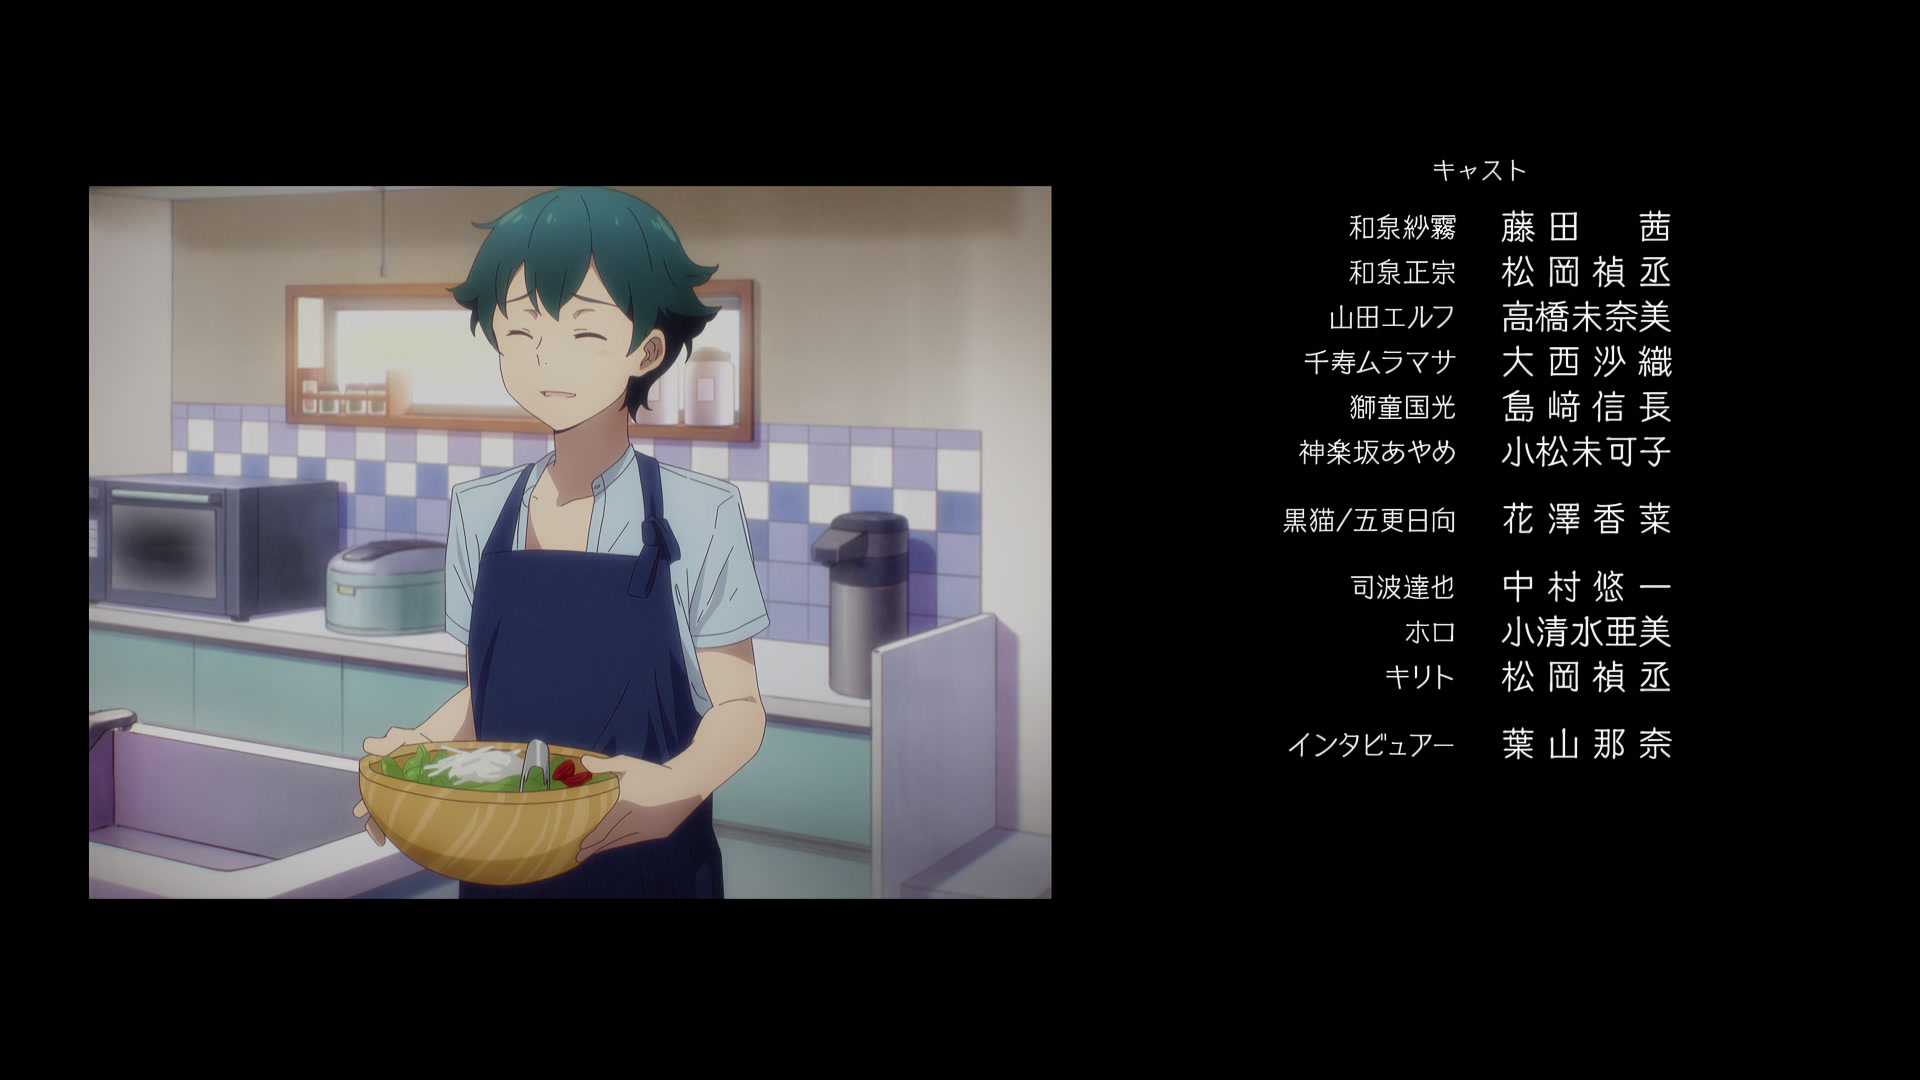 キャスト
和泉紗霧 藤田 茜
和泉正宗 松岡禎丞
山田エルフ 高橋未奈美
千寿ムラマサ 大西沙織
獅童国光 島﨑信長
神楽坂あやめ 小松未可子
黒猫/五更日向 花澤香菜
司波達也 中村悠一
ホロ 小清水亜美
キリト 松岡禎丞
インタビュアー 葉山那奈